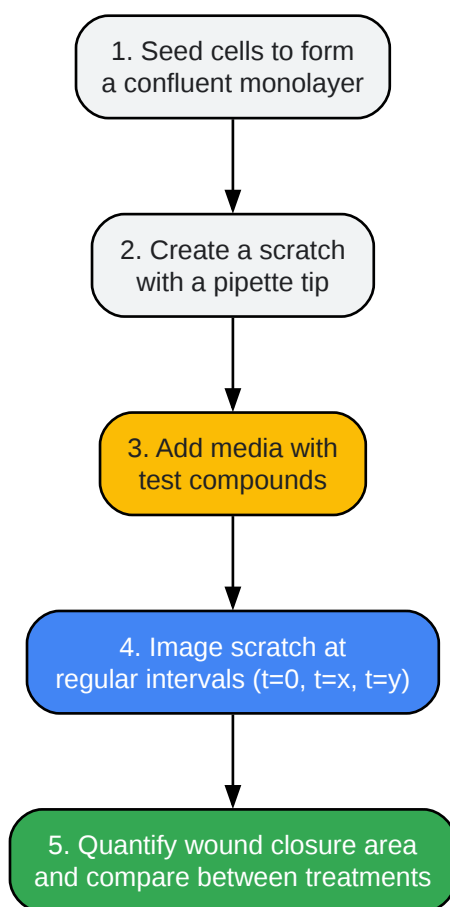 1. Seed cells to form
a confluent monolayer
2. Create a scratch
with a pipette tip
3. Add media with
test compounds
4. Image scratch at
regular intervals (t=0, t=x, t=y)
5. Quantify wound closure area
and compare between treatments